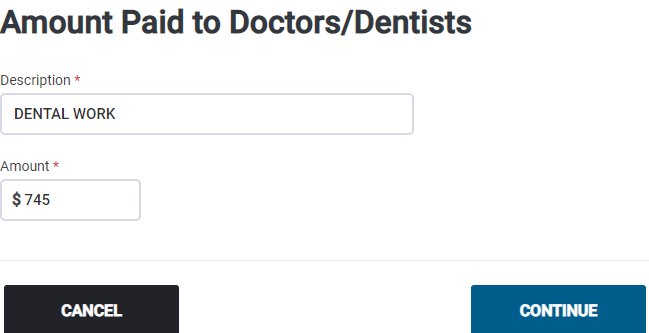 Amount Paid to Doctors/Dentists
Description *
DENTAL WORK
Amount *
$ 745
CANCEL
CONTINUE